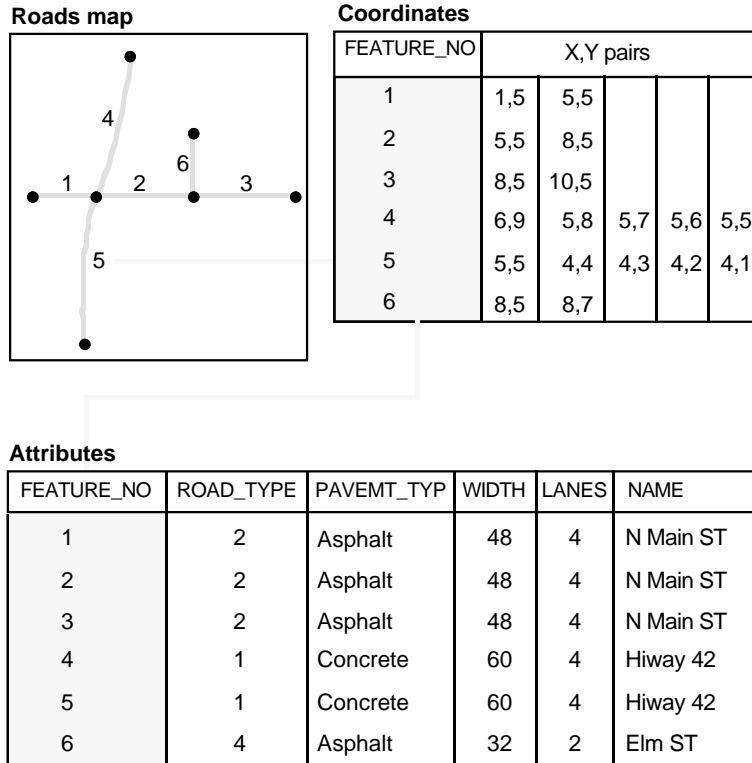 Roads map
4
6
1 2 3
5
Coordinates
FEATURE_NO X,Y pairs
1 1,5 5,5
2 5,5 8,5
3 8,5 10,5
4 6,9 5,8 5,7 5,6 5,5
5 5,5 4,4 4,3 4,2 4,1
6 8,5 8,7
Attributes
FEATURE_NO ROAD_TYPE PAVEMT_TYP WIDTH LANES NAME
1 2 Asphalt 48 4 N Main ST
2 2 Asphalt 48 4 N Main ST
3 2 Asphalt 48 4 N Main ST
4 1 Concrete 60 4 Hiway 42
5 1 Concrete 60 4 Hiway 42
6 4 Asphalt 32 2 Elm ST